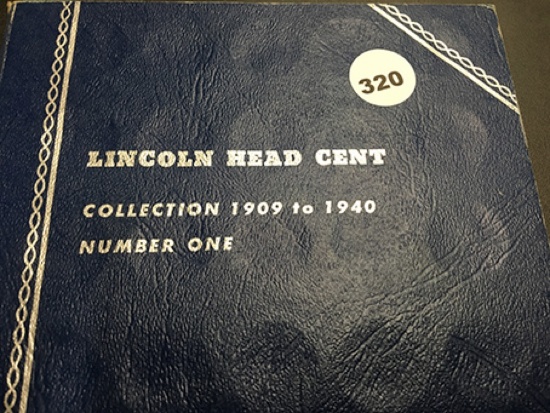 320
LINCOLN HEAD CENT
COLLECTION 1909 to 1940
NUMBER ONE